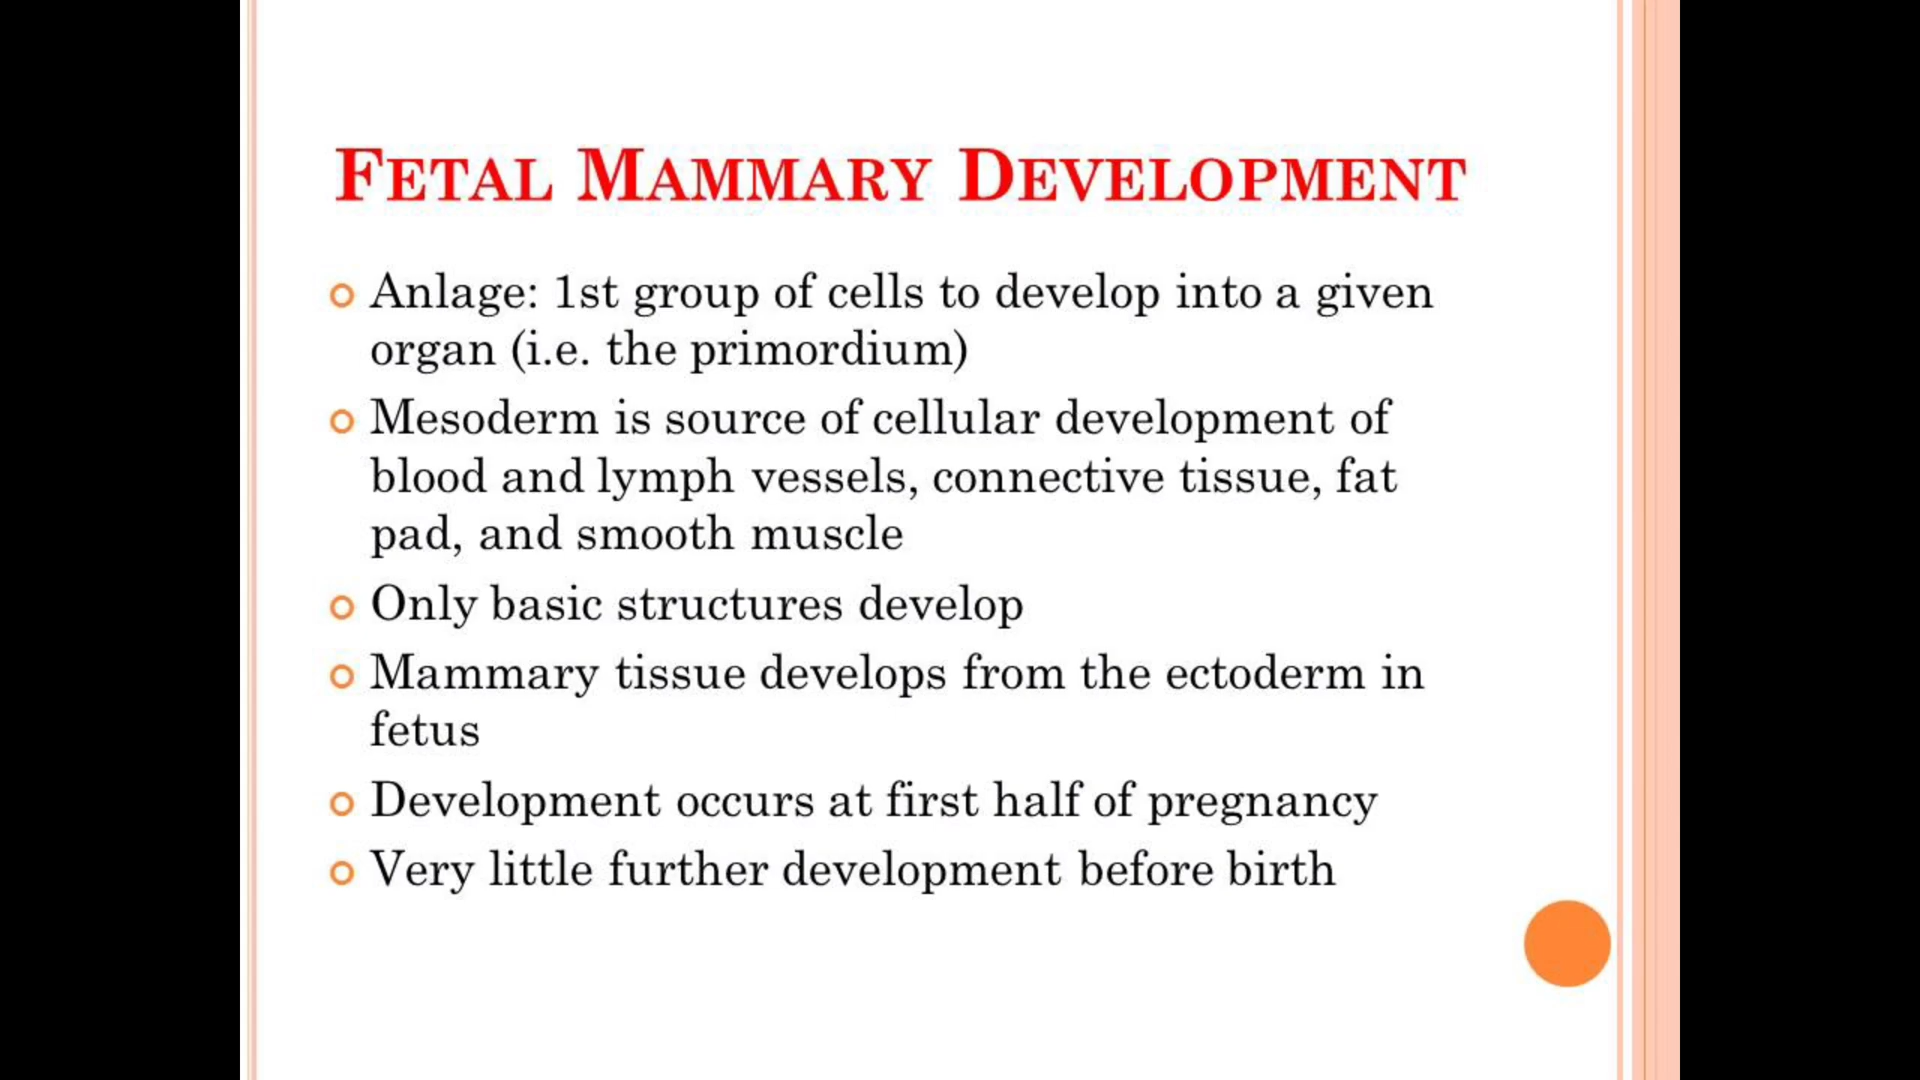 FETAL MAMMARY DEVELOPMENT
Anlage: 1st group of cells to develop into a given
organ (i.e. the primordium)
Mesoderm is source of cellular development of
blood and lymph vessels, connective tissue, fat
pad, and smooth muscle
Only basic structures develop
Mammary tissue develops from the ectoderm in
fetus
Development occurs at first half of pregnancy
Very little further development before birth